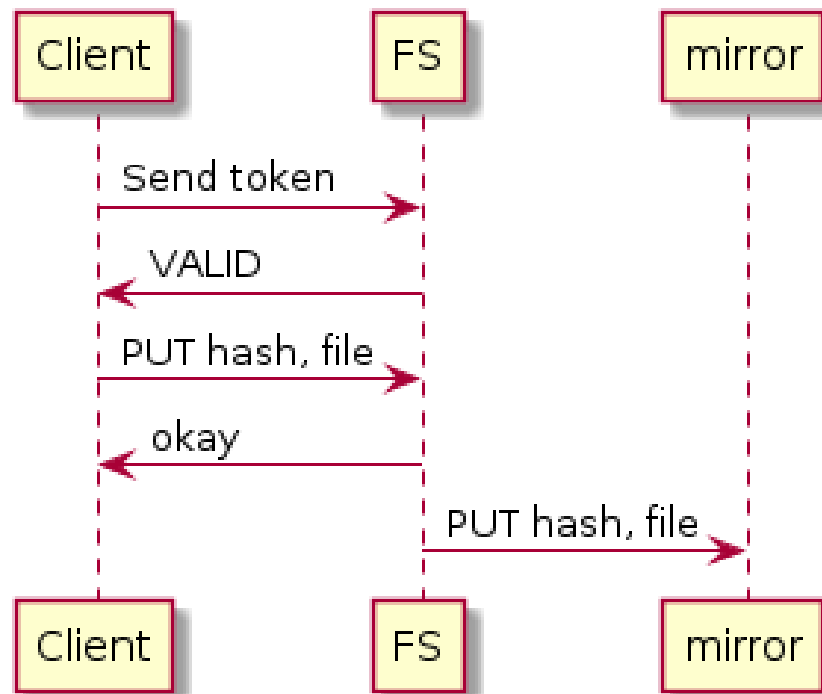 Client
FS
mirror
Send token
VALID
PUT hash, file
okay
PUT hash, file
Client
FS
mirror